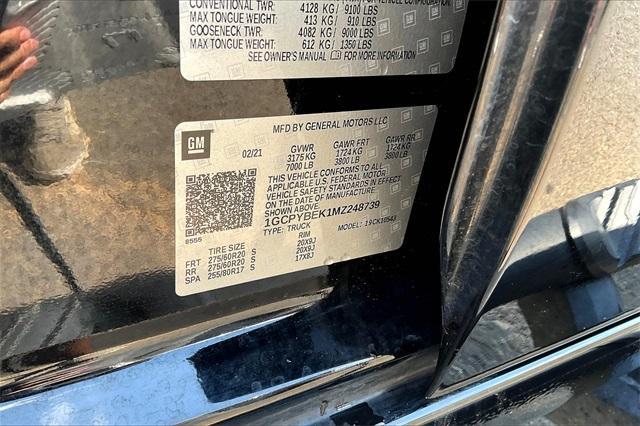 VEHICLE CONFIGURATION
CONVENTIONAL TWR: 4128 KG/ 9100 LBS
MAX TONGUE WEIGHT: 413 KG/ 910 LBS
GOOSENECK TWR: 4082 KG/ 9000 LBS
MAX TONGUE WEIGHT: 612 KG/ 1350 LBS
SEE OWNER'S MANUAL FOR MORE INFORMATION
MFD BY GENERAL MOTORS LLC
GM
02/21 GVWR GAWR FRT GAWR RR
3175 KG 1724 KG 1724 KG
7000 LB 3800 LB 3800 LB
THIS VEHICLE CONFORMS TO ALL
APPLICABLE U.S. FEDERAL MOTOR
VEHICLE SAFETY STANDARDS IN EFFECT
ON THE DATE OF MANUFACTURE
SHOWN ABOVE.
1GCPYBEK1MZ248739
TYPE: TRUCK MODEL: 19CK10543
8555
TIRE SIZE RIM
FRT 275/60R20 S 20X9J
RR 275/60R20 S 20X9J
SPA 255/80R17 S 17X8J